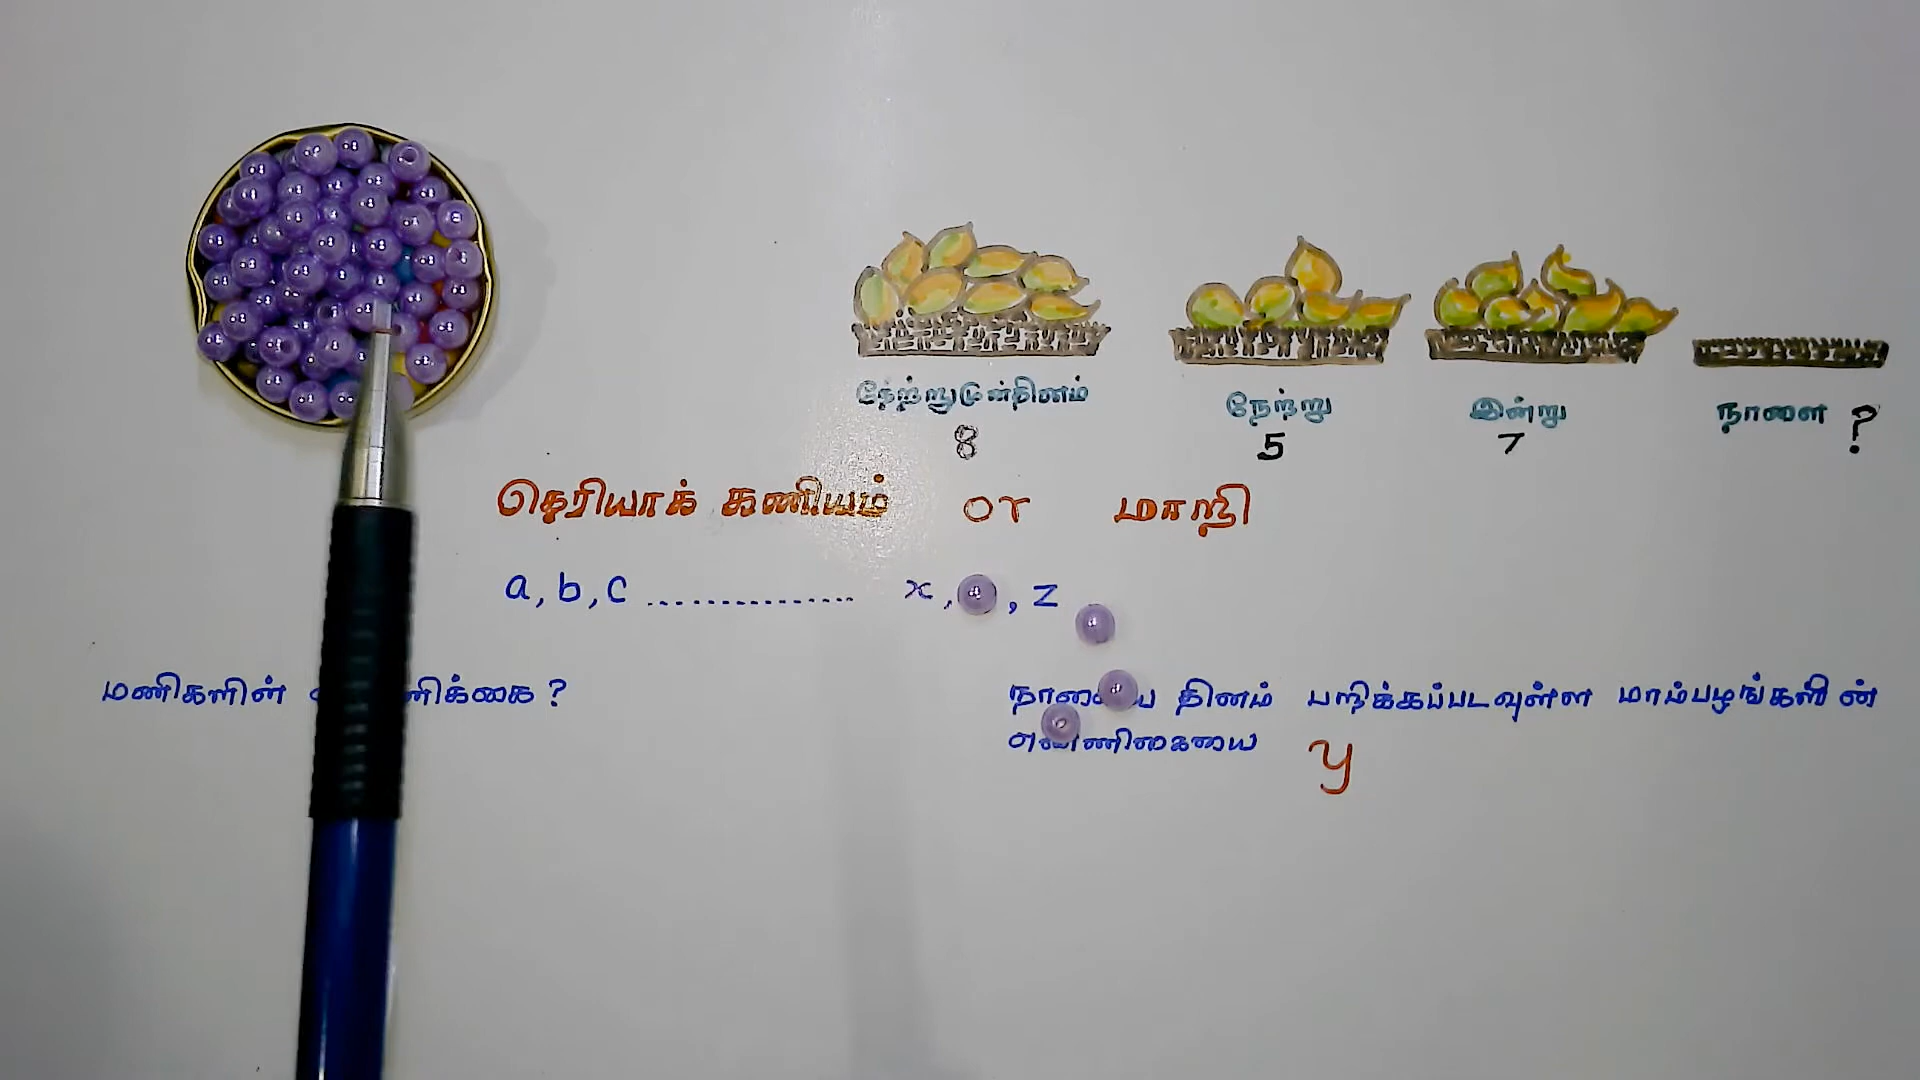 நேற்றுமுன்தினம் நேற்று இன்று நாளை ?
8 5 7
தெரியாக் கணியம் or மாறி
a, b, c ............... x, , z
மணிகளின் ?
தினம் பறிக்கப்படவுள்ள மாம்பழங்களின்
y